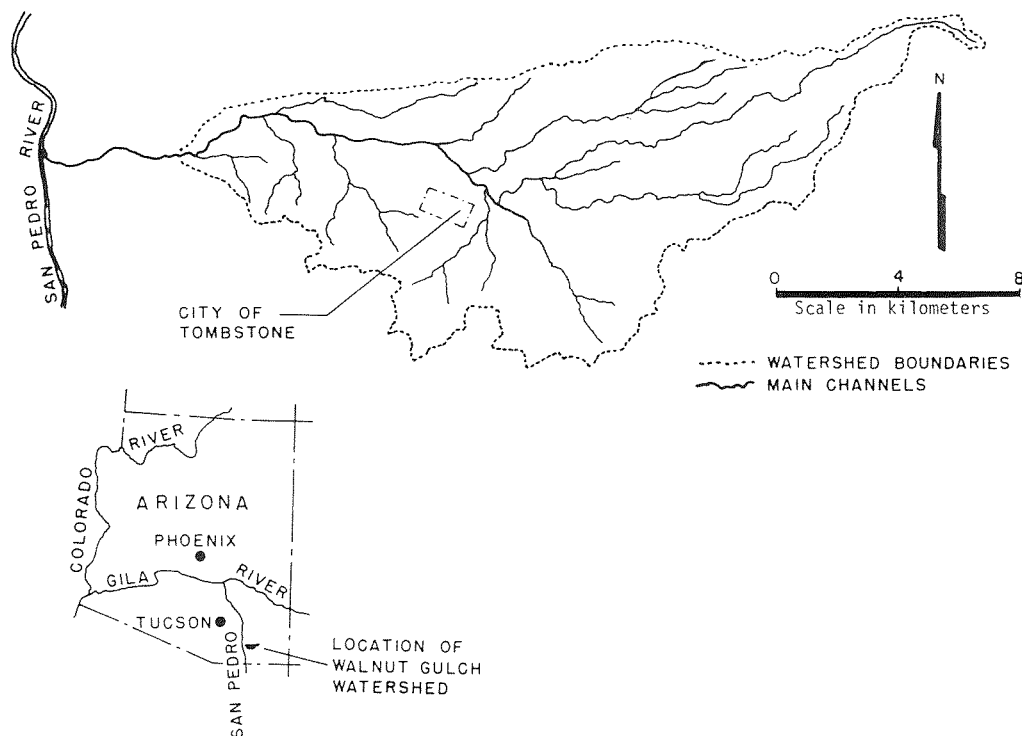 SAN PEDRO RIVER
N
CITY OF
TOMBSTONE
0 4 8
Scale in kilometers
WATERSHED BOUNDARIES
MAIN CHANNELS
RIVER
COLORADO
ARIZONA
PHOENIX
GILA RIVER
TUCSON
SAN PEDRO
LOCATION OF
WALNUT GULCH
WATERSHED